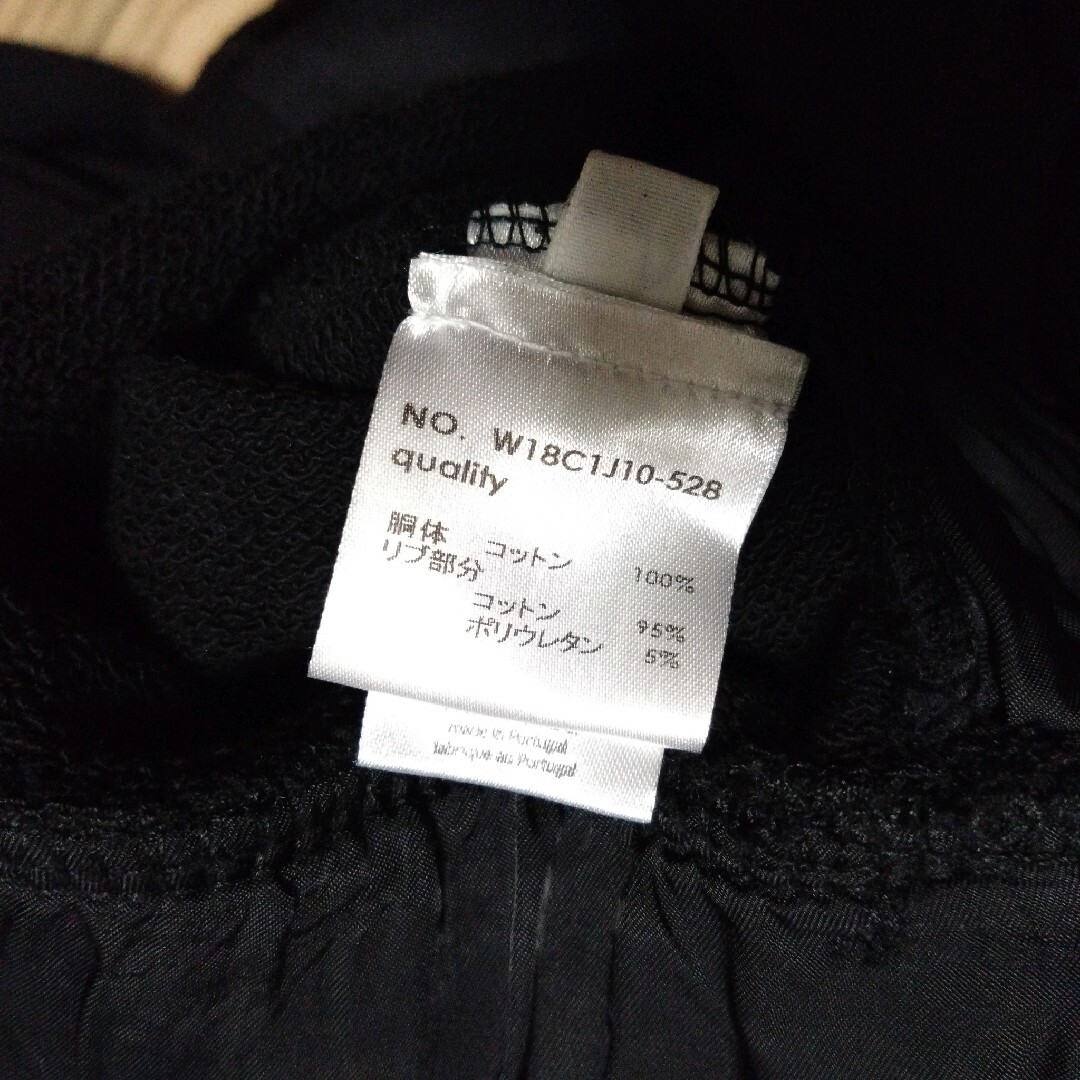 NO. W18C1J10-528
quality
胴体 コットン 100%
リブ部分
コットン 95%
ポリウレタン 5%
made in Portugal
fabriqué au Portugal